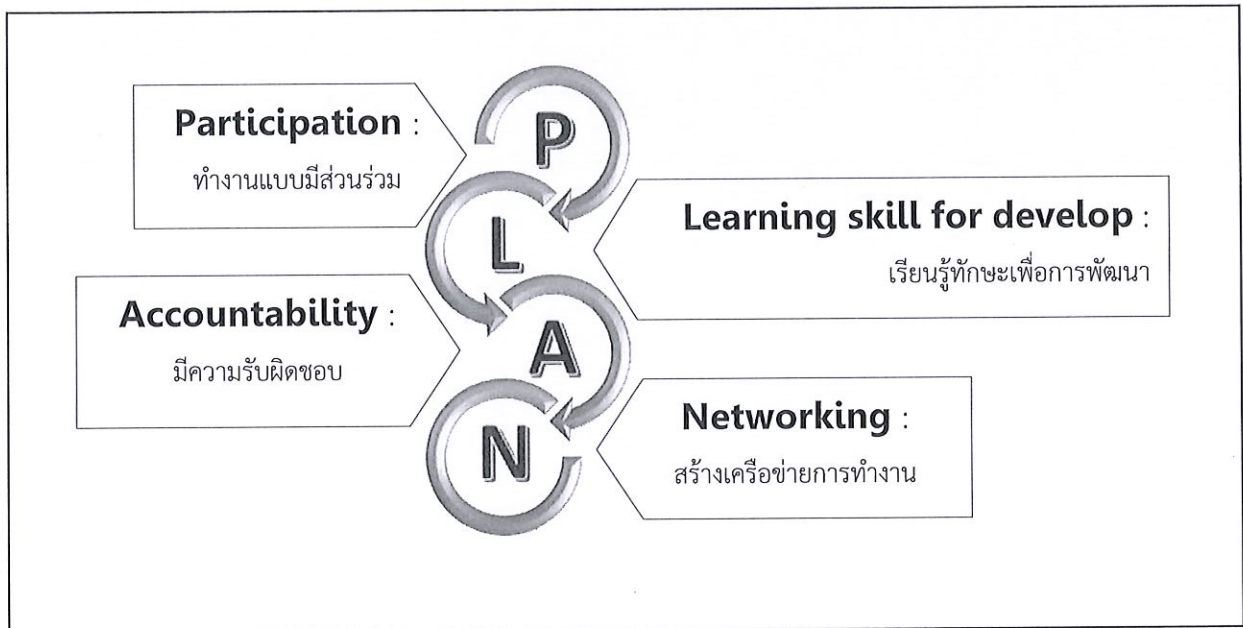 P
Participation :
ทำงานแบบมีส่วนร่วม
L
Learning skill for develop :
เรียนรู้ทักษะเพื่อการพัฒนา
A
Accountability :
มีความรับผิดชอบ
N
Networking :
สร้างเครือข่ายการทำงาน